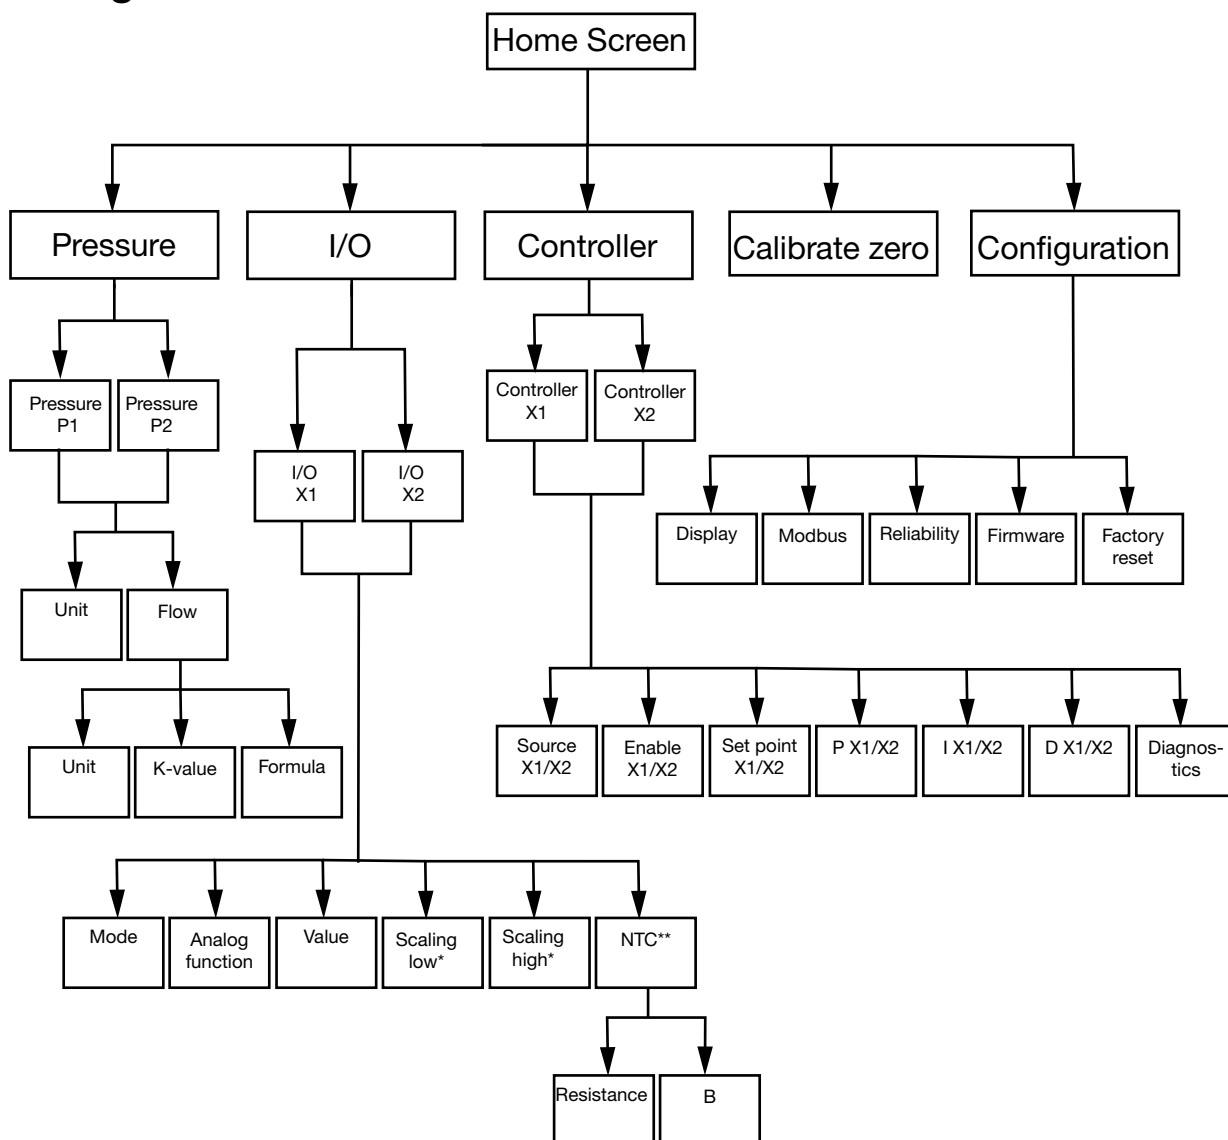 Home Screen
Pressure
I/O
Controller
Calibrate zero
Configuration
Pressure
P1
Pressure
P2
I/O
X1
I/O
X2
Controller
X1
Controller
X2
Display
Modbus
Reliability
Firmware
Factory
reset
Unit
Flow
Unit
K-value
Formula
Source
X1/X2
Enable
X1/X2
Set point
X1/X2
P X1/X2
I X1/X2
D X1/X2
Diagnos-
tics
Mode
Analog
function
Value
Scaling
low*
Scaling
high*
NTC**
Resistance
B